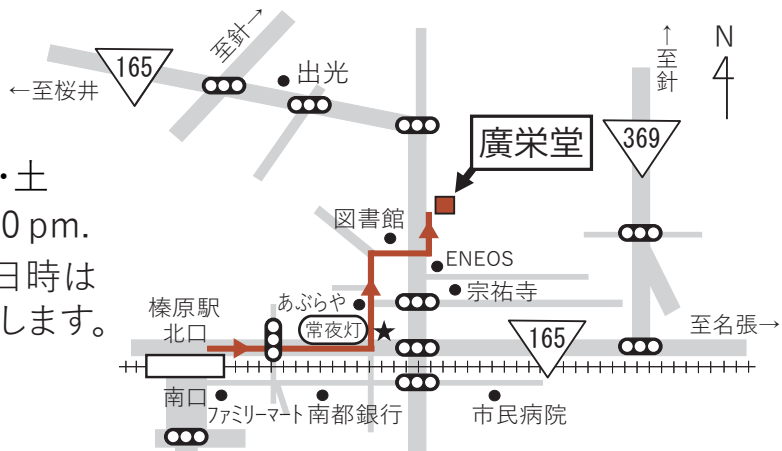 至針→
165
出光
←至桜井
↑至針
N
369
廣栄堂
・土
0 pm.
図書館
日時は
ENEOS
あぶらや
宗祐寺
榛原駅
北口
します。
常夜灯
★
165
至名張→
南口
ファミリーマート
南都銀行
市民病院